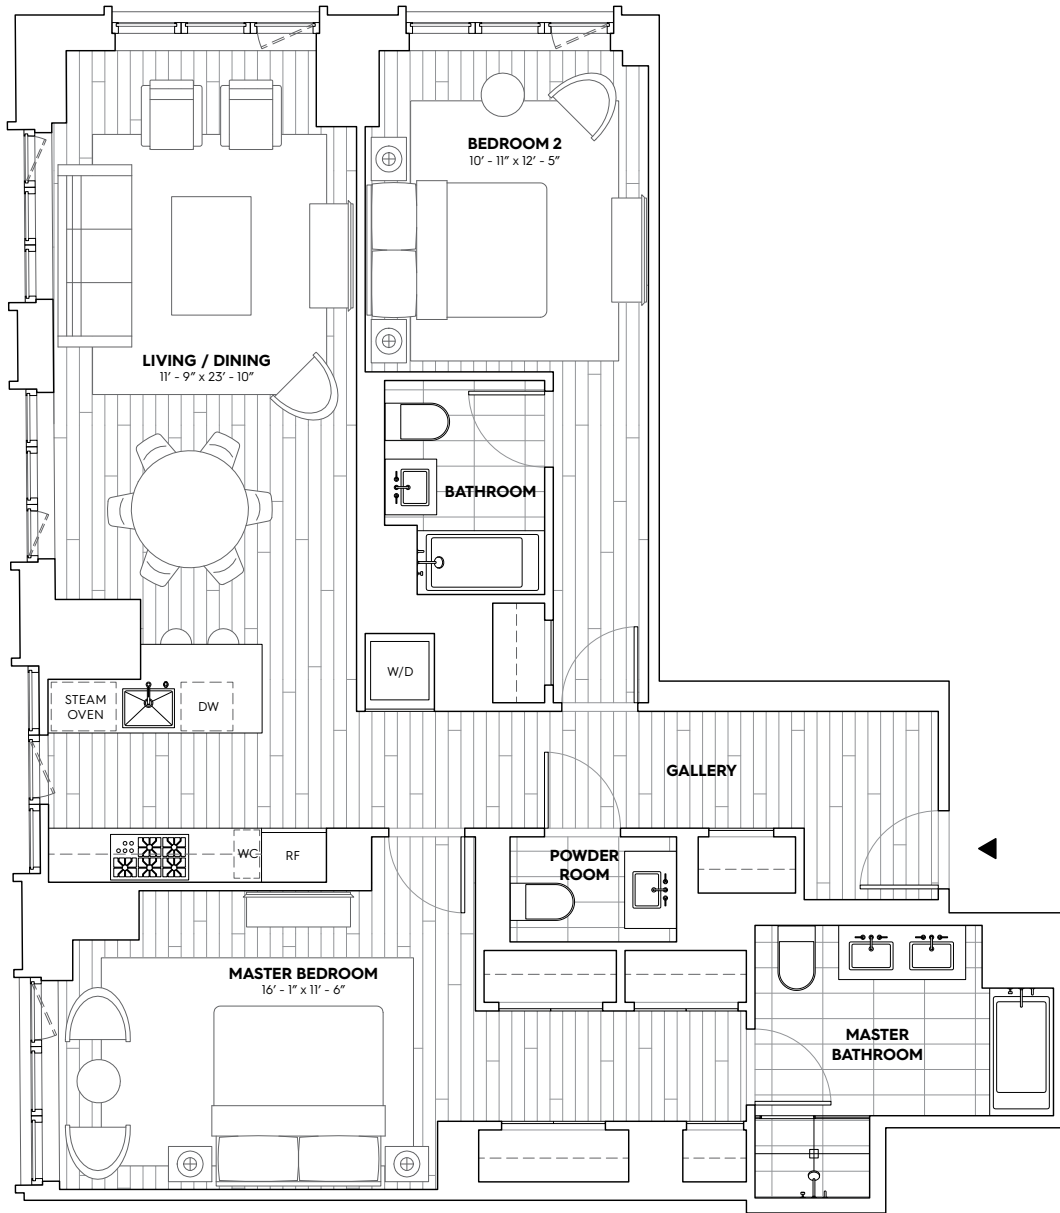 BEDROOM 2
10' - 11" x 12' - 5"
LIVING / DINING
11' - 9" x 23' - 10"
BATHROOM
W/D
STEAM
OVEN
DW
GALLERY
WC
RF
POWDER
ROOM
MASTER BEDROOM
16' - 1" x 11' - 6"
MASTER
BATHROOM